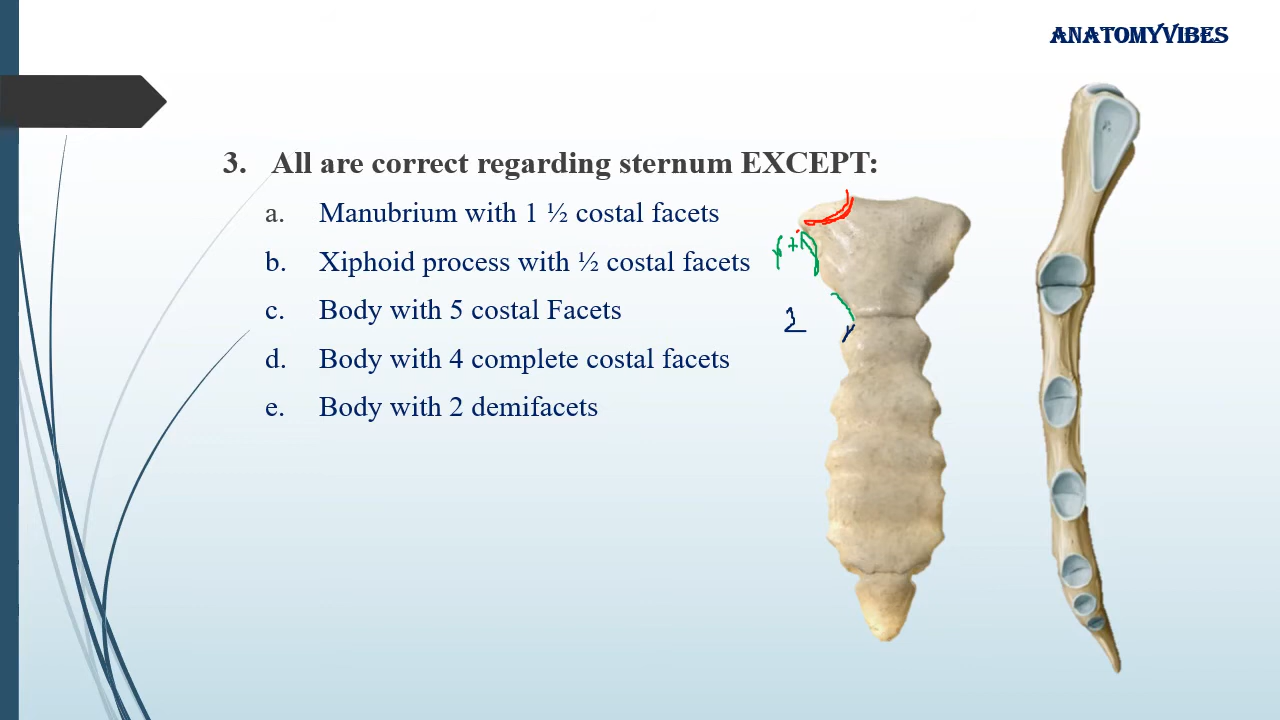 ANATOMYVIBES
3. All are correct regarding sternum EXCEPT:
a. Manubrium with 1 ½ costal facets
b. Xiphoid process with ½ costal facets
c. Body with 5 costal Facets
d. Body with 4 complete costal facets
e. Body with 2 demifacets